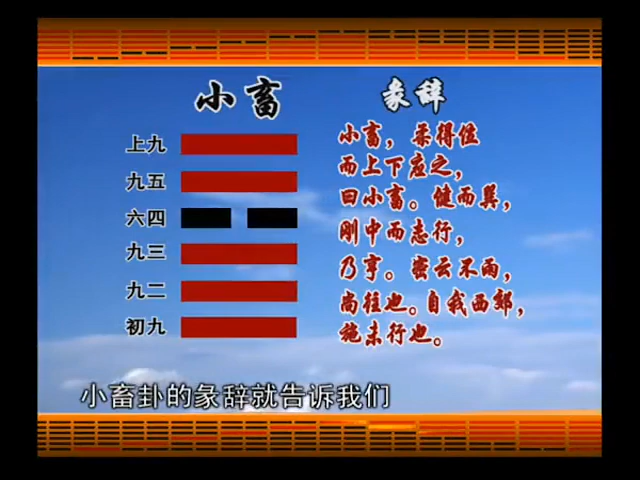 小畜
彖辞
上九
九五
六四
九三
九二
初九
小畜，柔得位
而上下应之，
曰小畜。健而巽，
刚中而志行，
乃亨。密云不雨，
尚往也。自我西郊，
施未行也。
小畜卦的彖辞就告诉我们